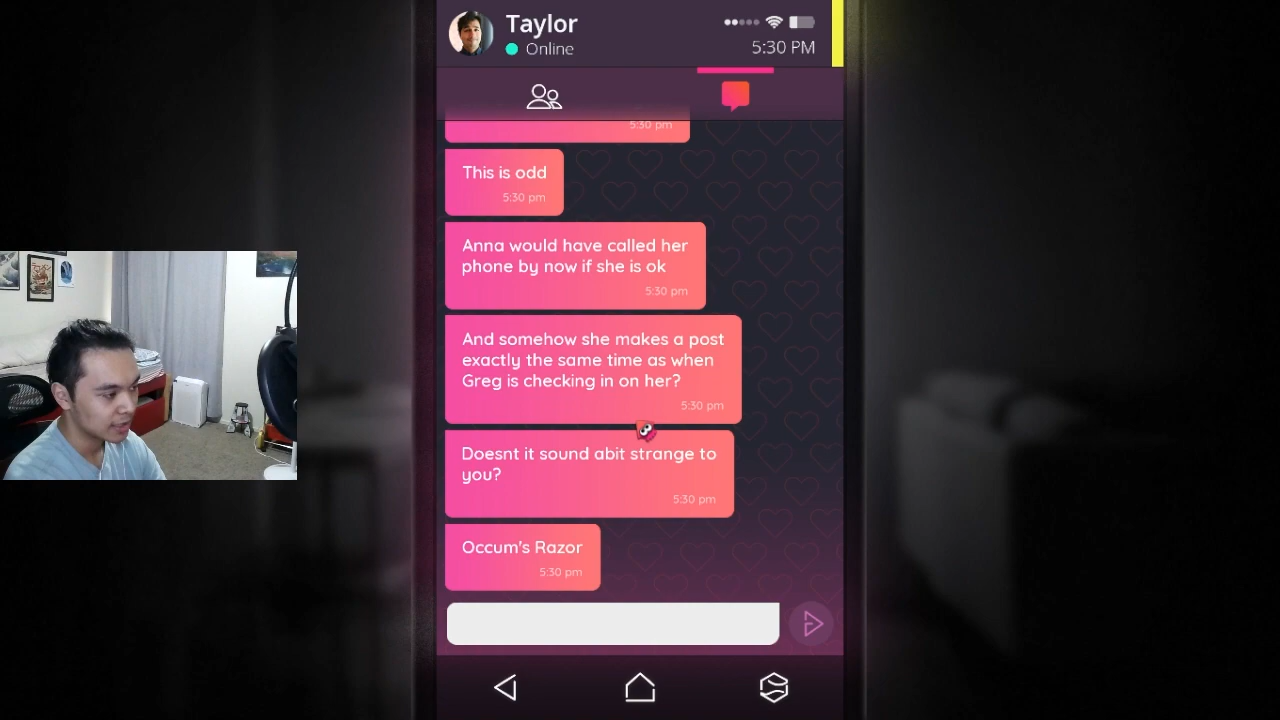 Taylor
Online
5:30 PM
5:30 pm
This is odd
5:30 pm
Anna would have called her
phone by now if she is ok
5:30 pm
And somehow she makes a post
exactly the same time as when
Greg is checking in on her?
5:30 pm
Doesnt it sound abit strange to
you?
5:30 pm
Occum's Razor
5:30 pm